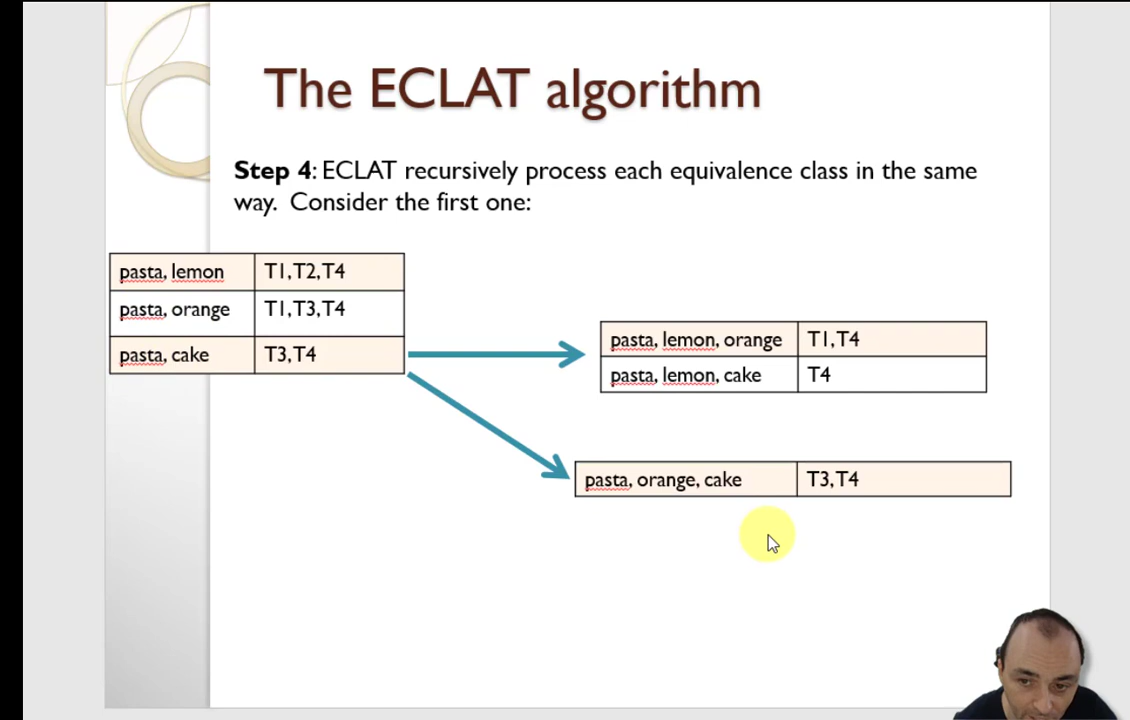 The ECLAT algorithm
Step 4: ECLAT recursively process each equivalence class in the same
way. Consider the first one:
pasta, lemon T1,T2,T4
pasta, orange T1,T3,T4
pasta, cake T3,T4
pasta, lemon, orange T1,T4
pasta, lemon, cake T4
pasta, orange, cake T3,T4